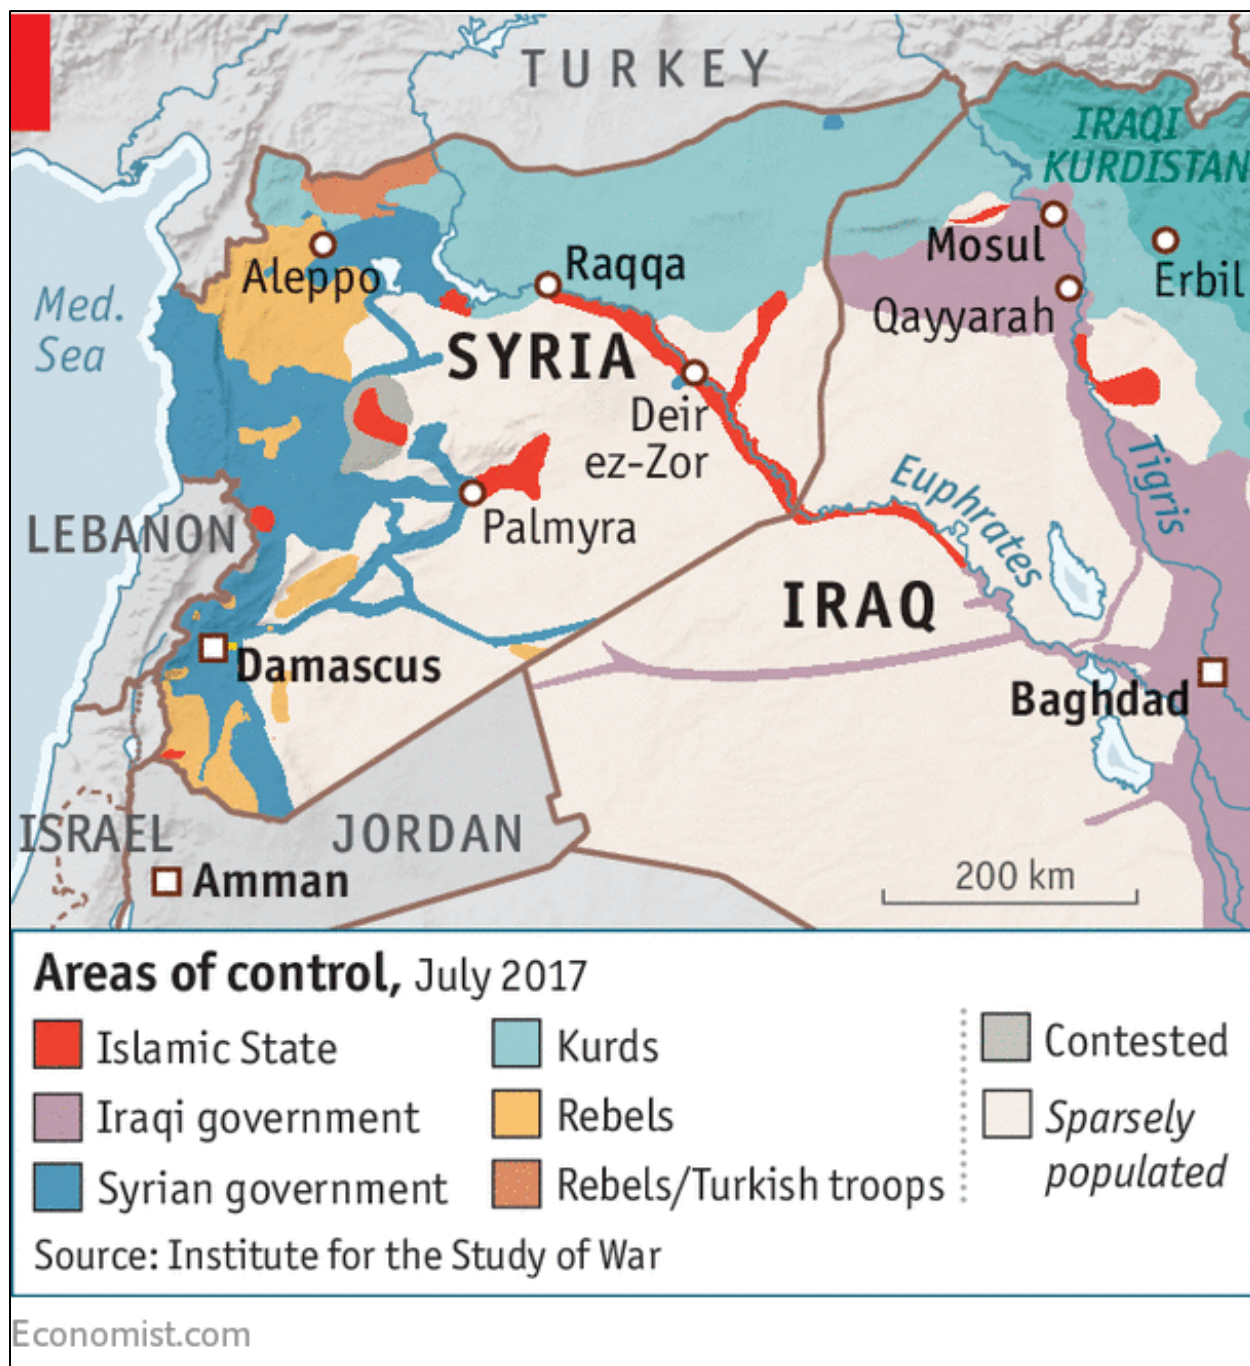 TURKEY
IRAQI
KURDISTAN
Mosul
Erbil
Aleppo
Raqqa
Med.
Sea
Qayyarah
SYRIA
Deir
ez-Zor
Tigris
Euphrates
LEBANON
Palmyra
IRAQ
Damascus
Baghdad
ISRAEL
JORDAN
Amman
200 km
Areas of control, July 2017
Islamic State
Kurds
Contested
Iraqi government
Rebels
Sparsely
populated
Syrian government
Rebels/Turkish troops
Source: Institute for the Study of War
Economist.com